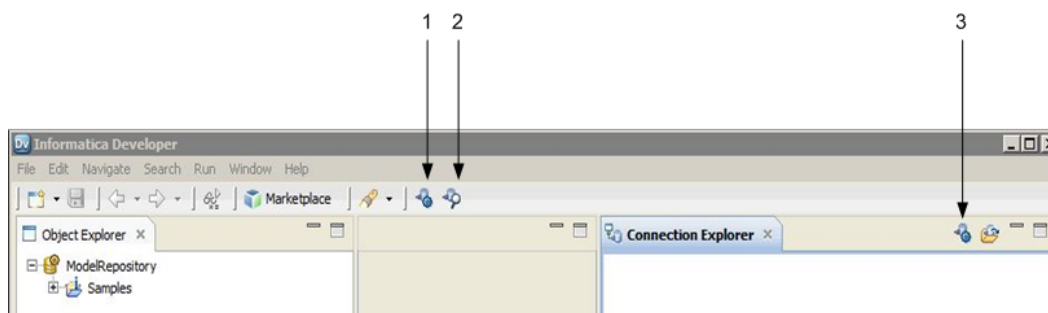 1 2 3
Dv Informatica Developer
File Edit Navigate Search Run Window Help
Marketplace
Object Explorer Connection Explorer
ModelRepository
Samples